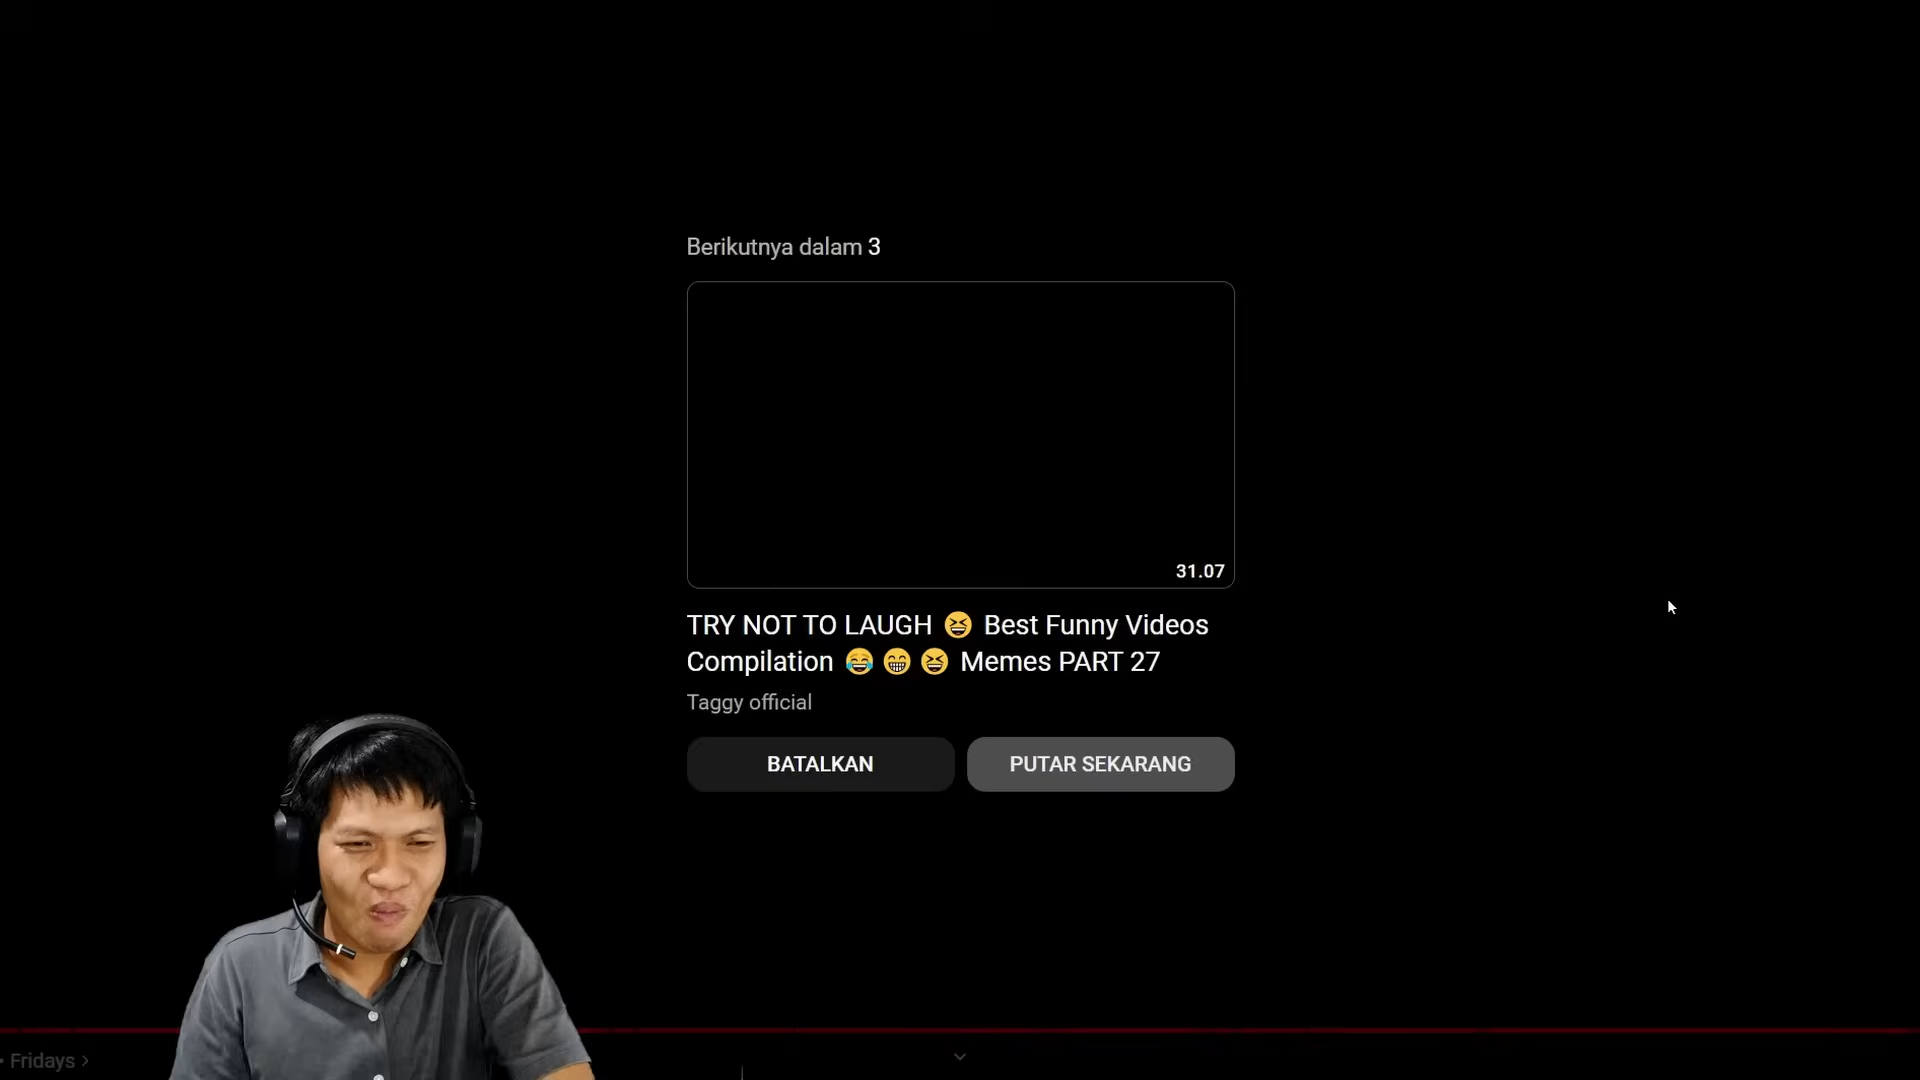 Berikutnya dalam 3
31.07
TRY NOT TO LAUGH 😆 Best Funny Videos
Compilation 😂 😁 😆 Memes PART 27
Taggy official
BATALKAN
PUTAR SEKARANG
• Fridays >